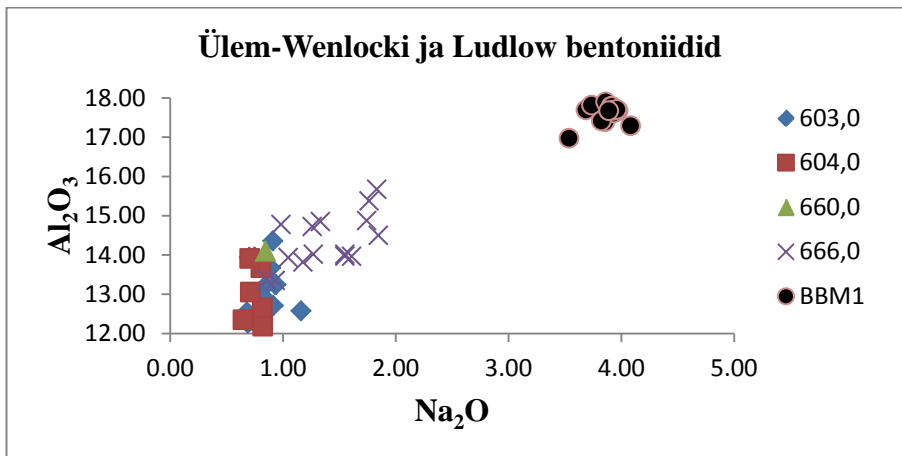 Ülem-Wenlocki ja Ludlow bentoniidid
18.00
17.00
16.00
15.00
14.00
13.00
12.00
Al₂O₃
0.00 1.00 2.00 3.00 4.00 5.00
Na₂O
603,0
604,0
660,0
666,0
BBM1